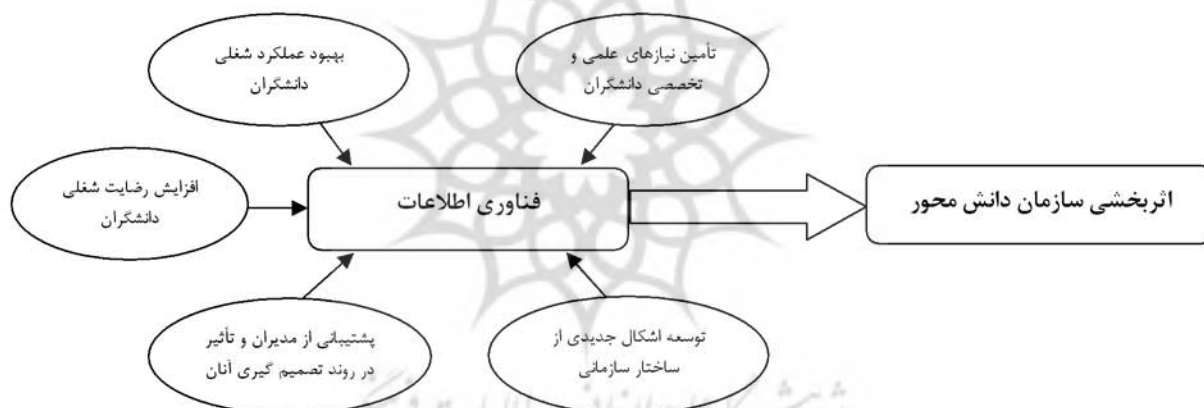 تأمین نیازهای علمی و
تخصصی دانشگران
بهبود عملکرد شغلی
دانشگران
افزایش رضایت شغلی
دانشگران
فناوری اطلاعات
اثربخشی سازمان دانش محور
توسعه اشکال جدیدی از
ساختار سازمانی
پشتیبانی از مدیران و تأثیر
در روند تصمیم گیری آنان